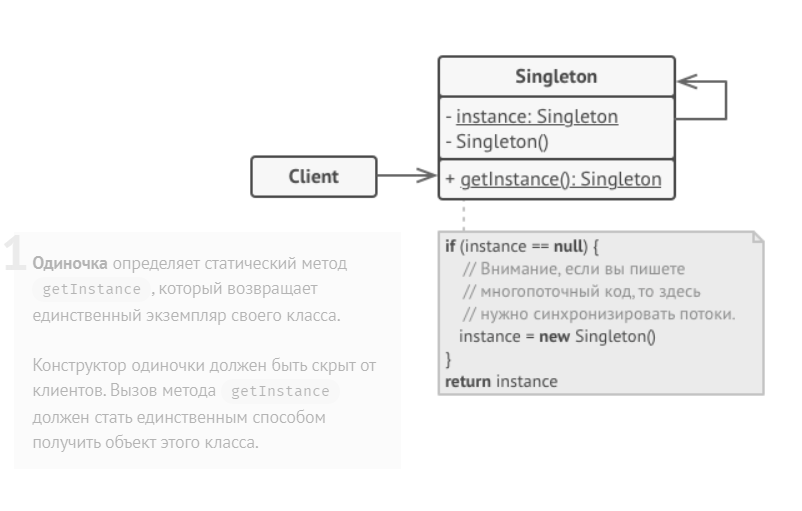 Singleton
- instance: Singleton
- Singleton()
+ getInstance(): Singleton
Client
1
Одиночка определяет статический метод
getInstance, который возвращает
единственный экземпляр своего класса.
Конструктор одиночки должен быть скрыт от
клиентов. Вызов метода getInstance
должен стать единственным способом
получить объект этого класса.
if (instance == null) {
// Внимание, если вы пишете
// многопоточный код, то здесь
// нужно синхронизировать потоки.
instance = new Singleton()
}
return instance